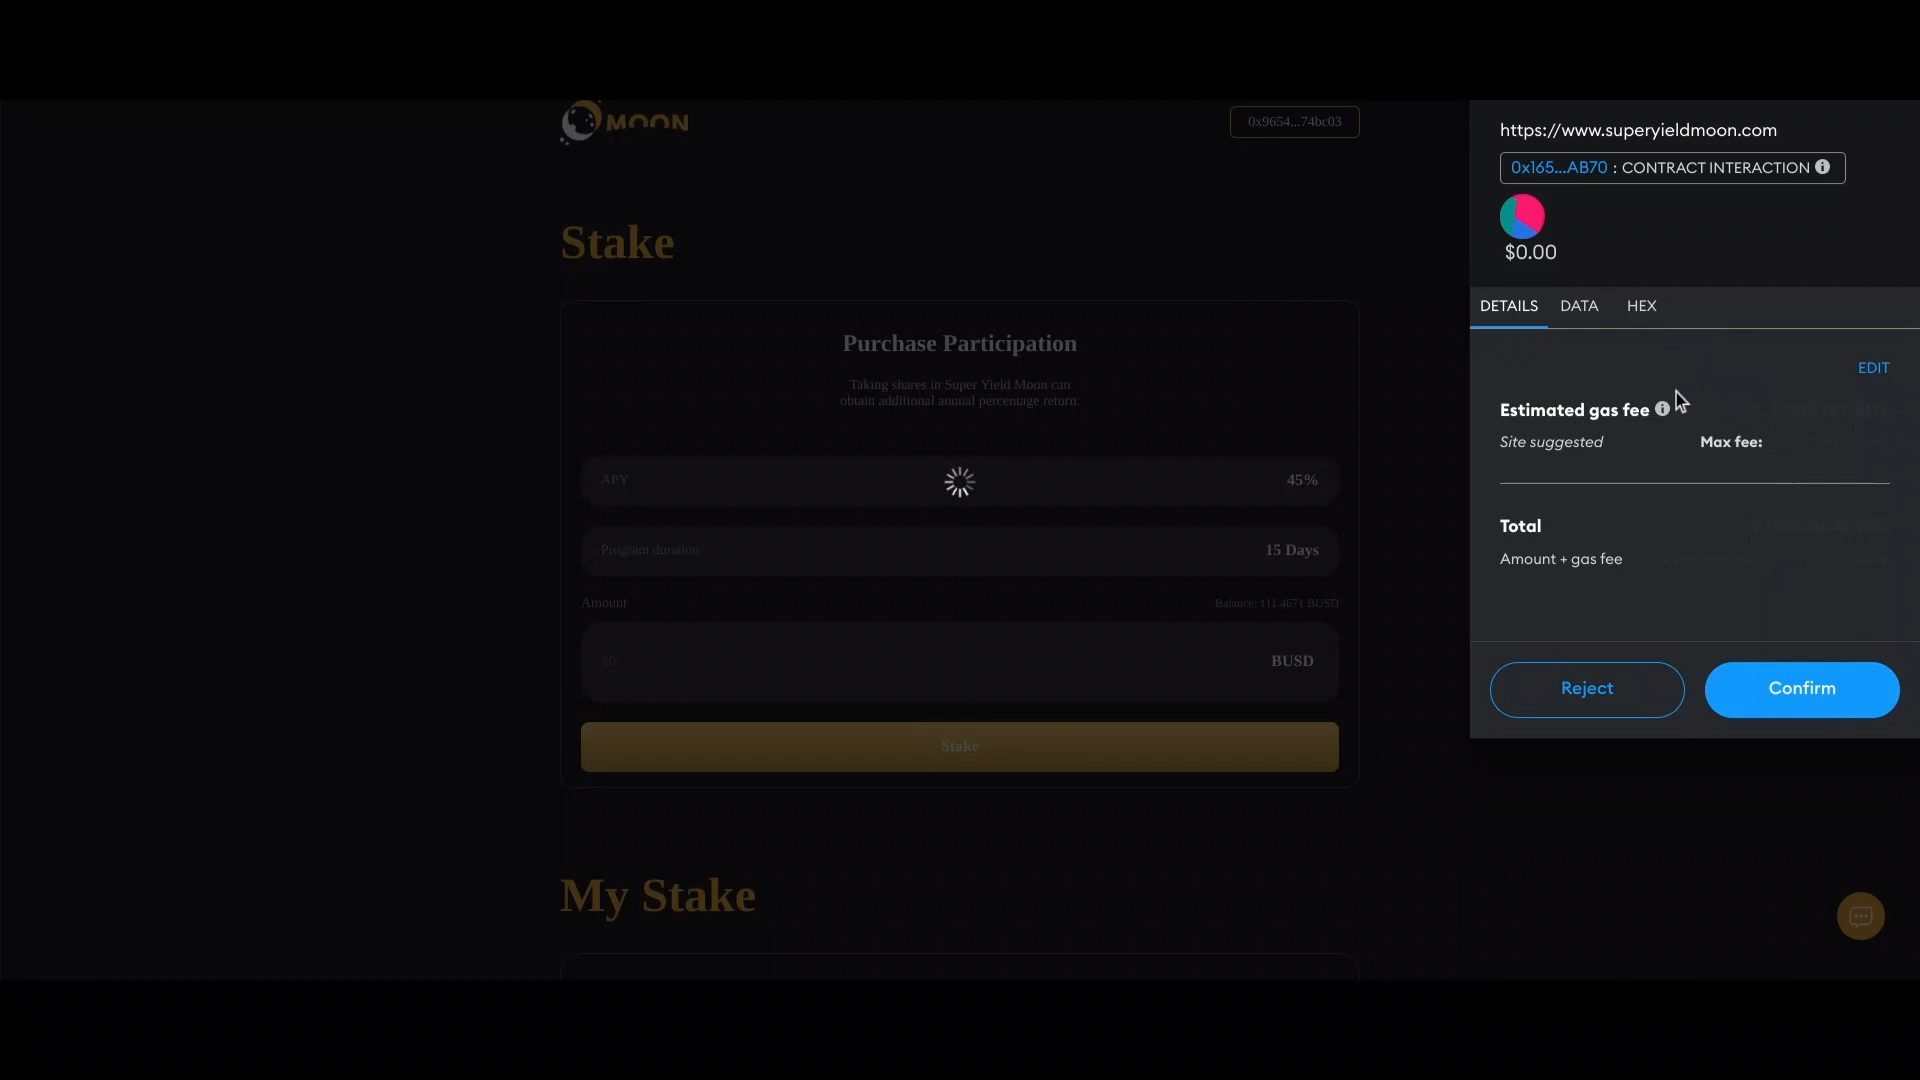 MOON
0x9654...74bc03
Stake
Purchase Participation
Taking shares in Super Yield Moon can
obtain additional annual percentage return.
APY 45%
Program duration 15 Days
Amount Balance: 111.4671 BUSD
50 BUSD
Stake
My Stake
https://www.superyieldmoon.com
0x165...AB70 : CONTRACT INTERACTION
$0.00
DETAILS DATA HEX
EDIT
Estimated gas fee
Site suggested Max fee:
Total
Amount + gas fee
Reject Confirm